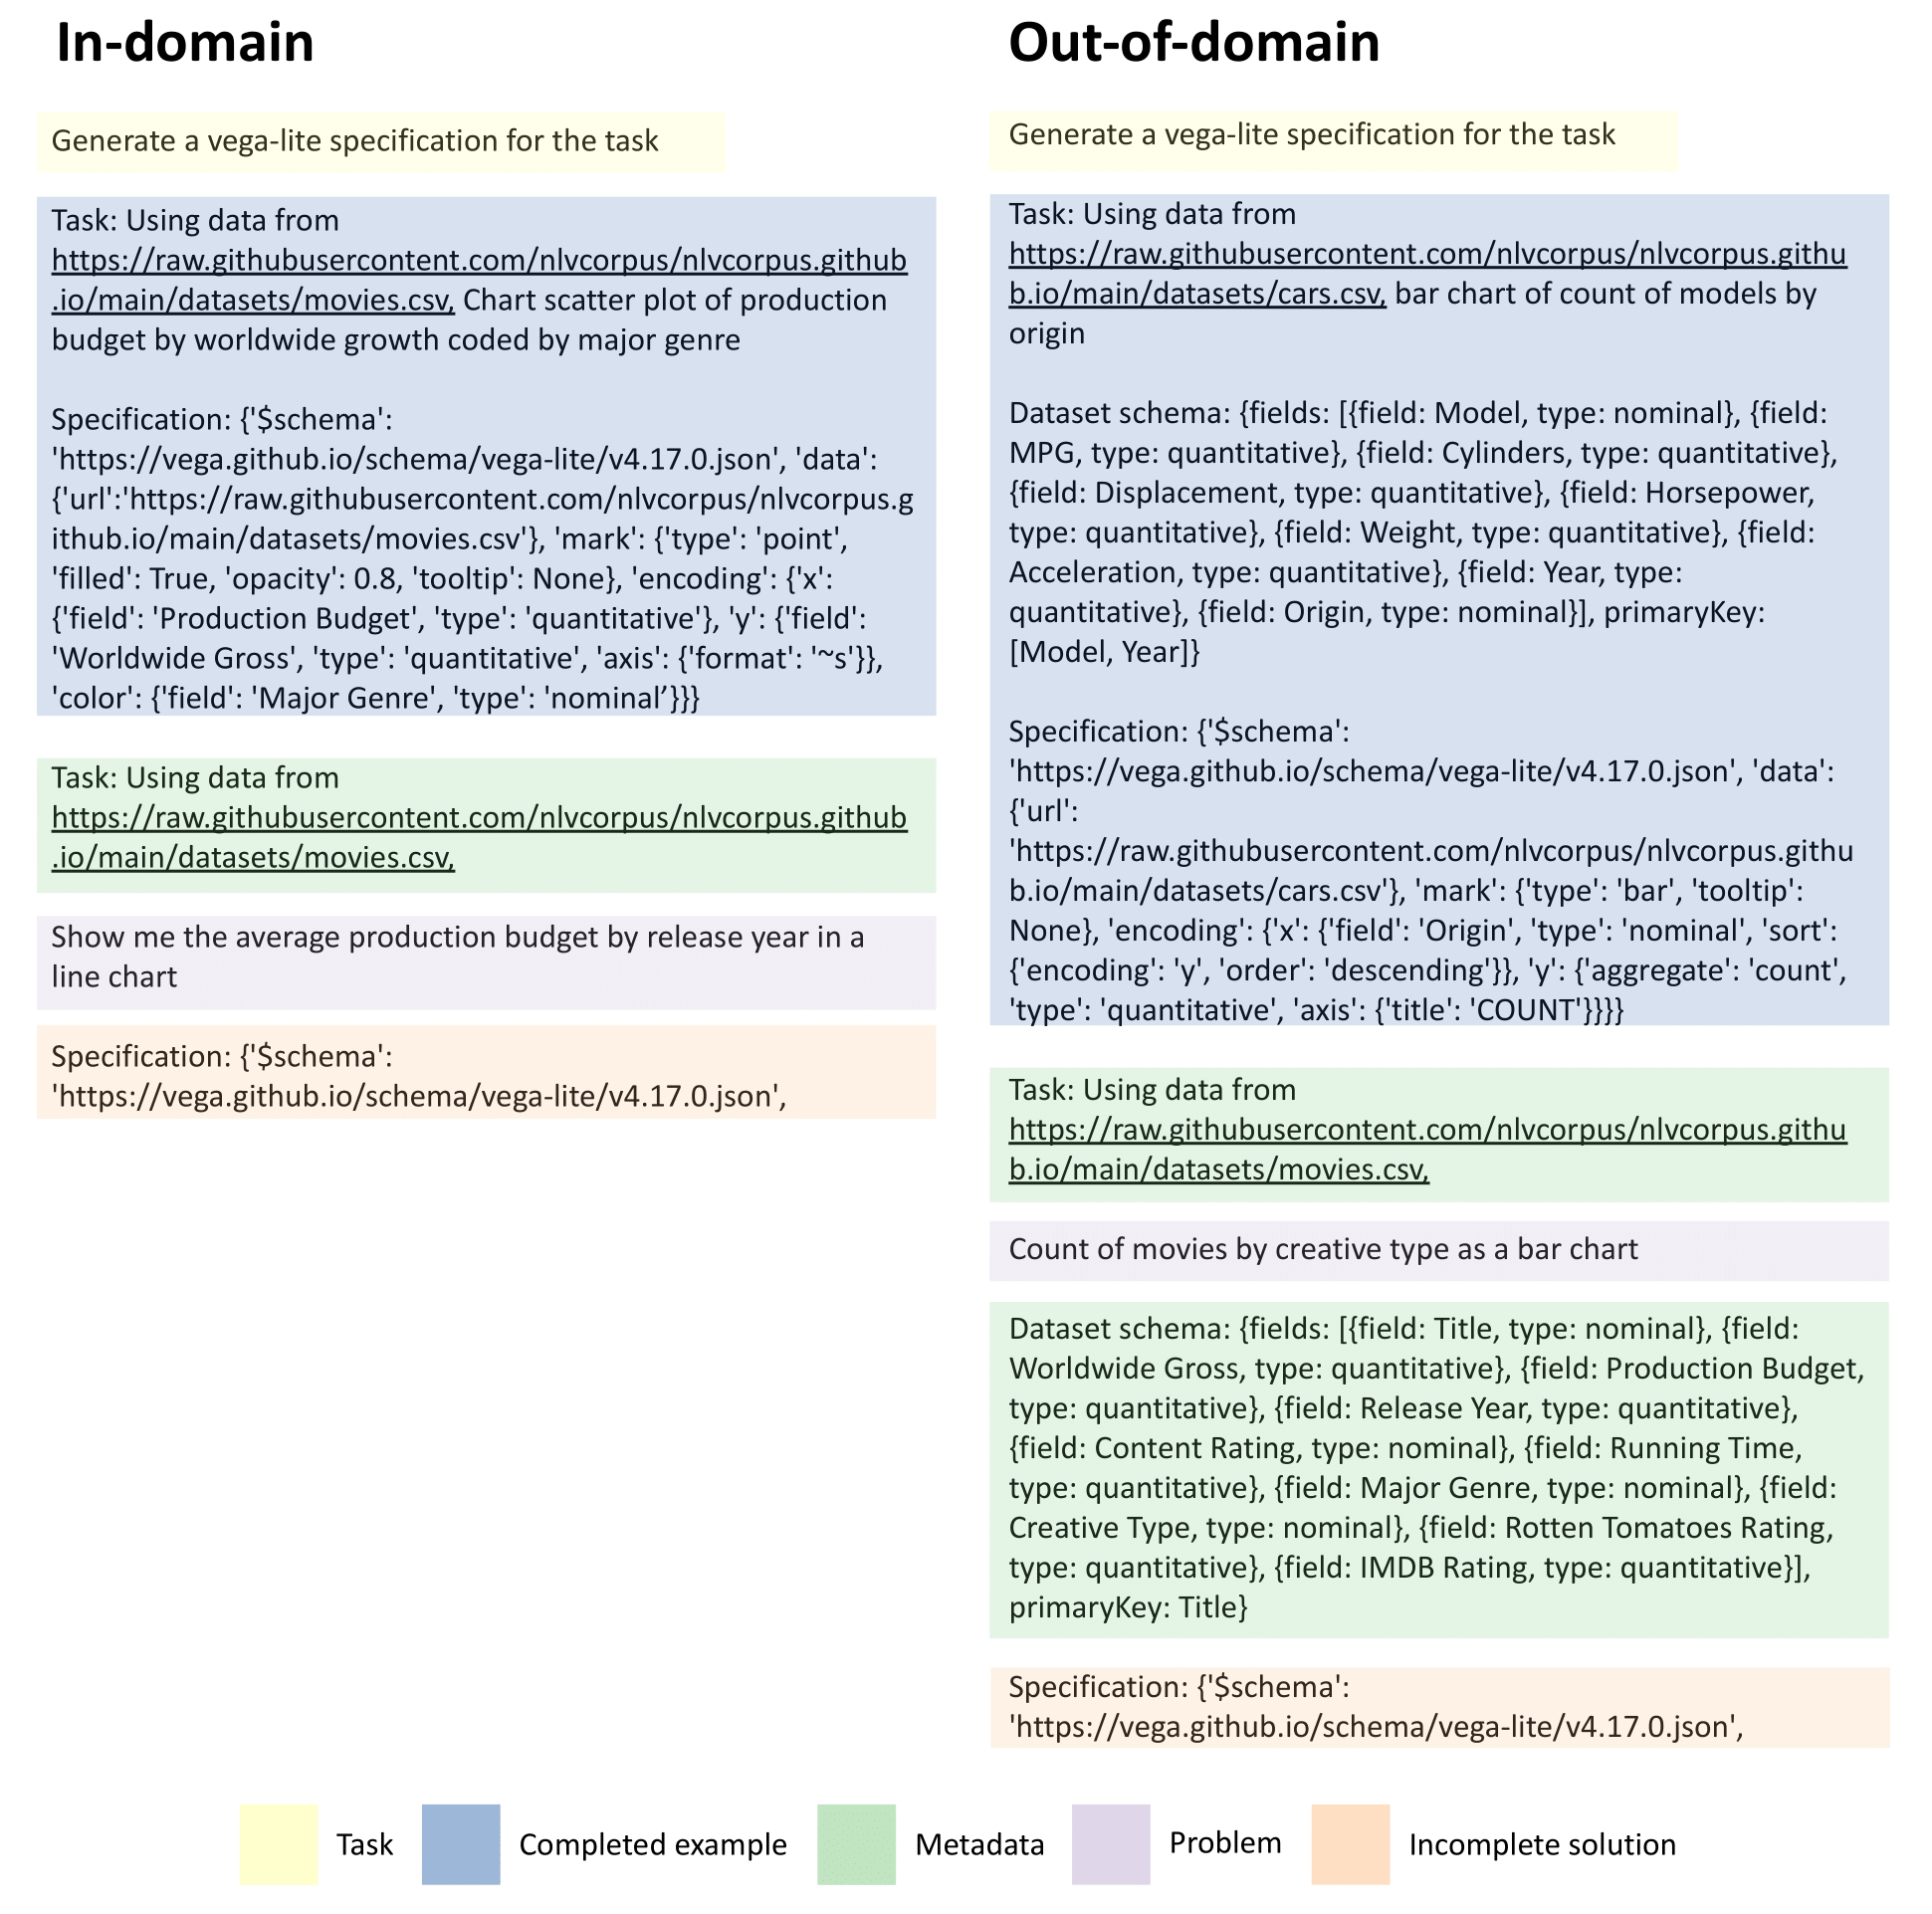 In-domain
Generate a vega-lite specification for the task
Task: Using data from
https://raw.githubusercontent.com/nlvcorpus/nlvcorpus.github
.io/main/datasets/movies.csv, Chart scatter plot of production
budget by worldwide growth coded by major genre
Specification: {'$schema':
'https://vega.github.io/schema/vega-lite/v4.17.0.json', 'data':
{'url':'https://raw.githubusercontent.com/nlvcorpus/nlvcorpus.g
ithub.io/main/datasets/movies.csv'}, 'mark': {'type': 'point',
'filled': True, 'opacity': 0.8, 'tooltip': None}, 'encoding': {'x':
{'field': 'Production Budget', 'type': 'quantitative'}, 'y': {'field':
'Worldwide Gross', 'type': 'quantitative', 'axis': {'format': '~s'}},
'color': {'field': 'Major Genre', 'type': 'nominal’}}}
Task: Using data from
https://raw.githubusercontent.com/nlvcorpus/nlvcorpus.github
.io/main/datasets/movies.csv,
Show me the average production budget by release year in a
line chart
Specification: {'$schema':
'https://vega.github.io/schema/vega-lite/v4.17.0.json',
Out-of-domain
Generate a vega-lite specification for the task
Task: Using data from
https://raw.githubusercontent.com/nlvcorpus/nlvcorpus.githu
b.io/main/datasets/cars.csv, bar chart of count of models by
origin
Dataset schema: {fields: [{field: Model, type: nominal}, {field:
MPG, type: quantitative}, {field: Cylinders, type: quantitative},
{field: Displacement, type: quantitative}, {field: Horsepower,
type: quantitative}, {field: Weight, type: quantitative}, {field:
Acceleration, type: quantitative}, {field: Year, type:
quantitative}, {field: Origin, type: nominal}], primaryKey:
[Model, Year]}
Specification: {'$schema':
'https://vega.github.io/schema/vega-lite/v4.17.0.json', 'data':
{'url':
'https://raw.githubusercontent.com/nlvcorpus/nlvcorpus.githu
b.io/main/datasets/cars.csv'}, 'mark': {'type': 'bar', 'tooltip':
None}, 'encoding': {'x': {'field': 'Origin', 'type': 'nominal', 'sort':
{'encoding': 'y', 'order': 'descending'}}, 'y': {'aggregate': 'count',
'type': 'quantitative', 'axis': {'title': 'COUNT'}}}}
Task: Using data from
https://raw.githubusercontent.com/nlvcorpus/nlvcorpus.githu
b.io/main/datasets/movies.csv,
Count of movies by creative type as a bar chart
Dataset schema: {fields: [{field: Title, type: nominal}, {field:
Worldwide Gross, type: quantitative}, {field: Production Budget,
type: quantitative}, {field: Release Year, type: quantitative},
{field: Content Rating, type: nominal}, {field: Running Time,
type: quantitative}, {field: Major Genre, type: nominal}, {field:
Creative Type, type: nominal}, {field: Rotten Tomatoes Rating,
type: quantitative}, {field: IMDB Rating, type: quantitative}],
primaryKey: Title}
Specification: {'$schema':
'https://vega.github.io/schema/vega-lite/v4.17.0.json',
Task Completed example Metadata Problem Incomplete solution